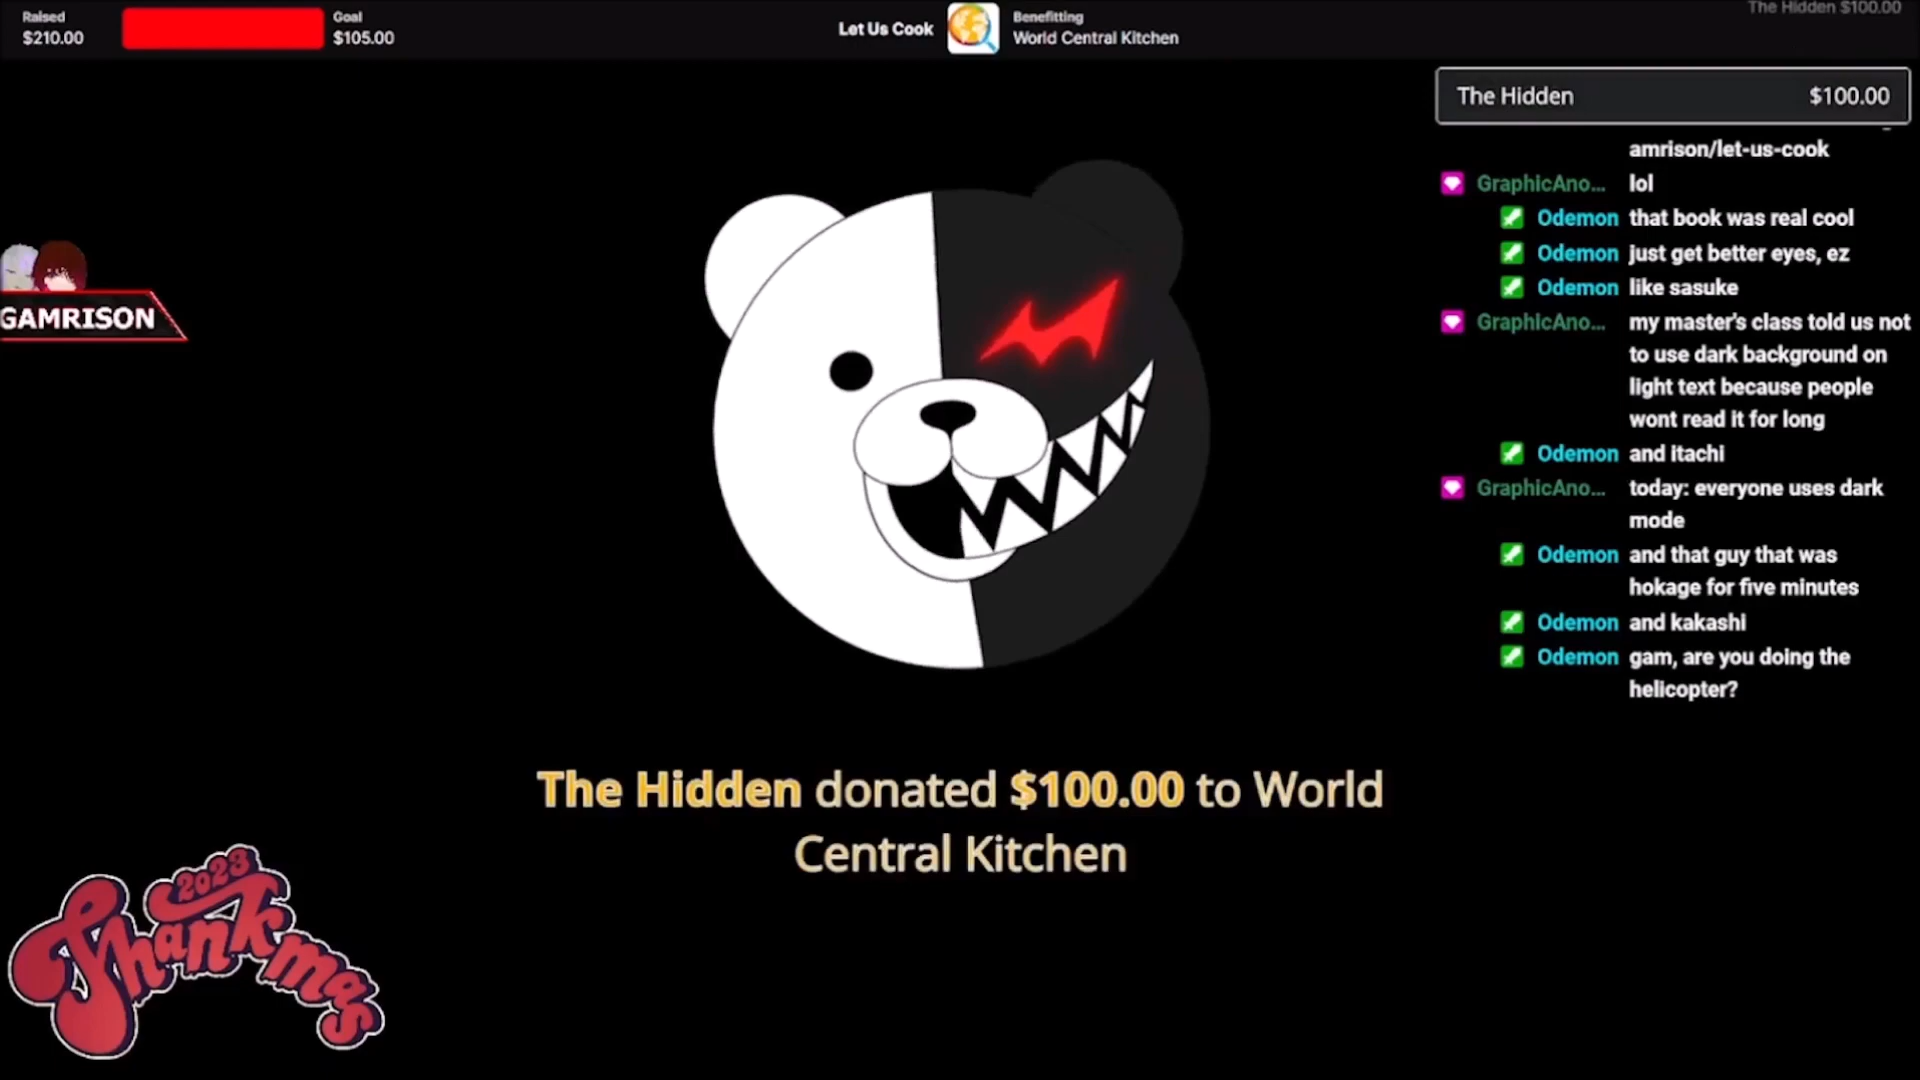 Raised
$210.00
Goal
$105.00
Let Us Cook
Benefitting
World Central Kitchen
The Hidden $100.00
The Hidden $100.00
amrison/let-us-cook
GraphicAno... lol
Odemon that book was real cool
Odemon just get better eyes, ez
Odemon like sasuke
GraphicAno... my master's class told us not
to use dark background on
light text because people
wont read it for long
Odemon and itachi
GraphicAno... today: everyone uses dark
mode
Odemon and that guy that was
hokage for five minutes
Odemon and kakashi
Odemon gam, are you doing the
helicopter?
GAMRISON
The Hidden donated $100.00 to World
Central Kitchen
2023
Thankmas